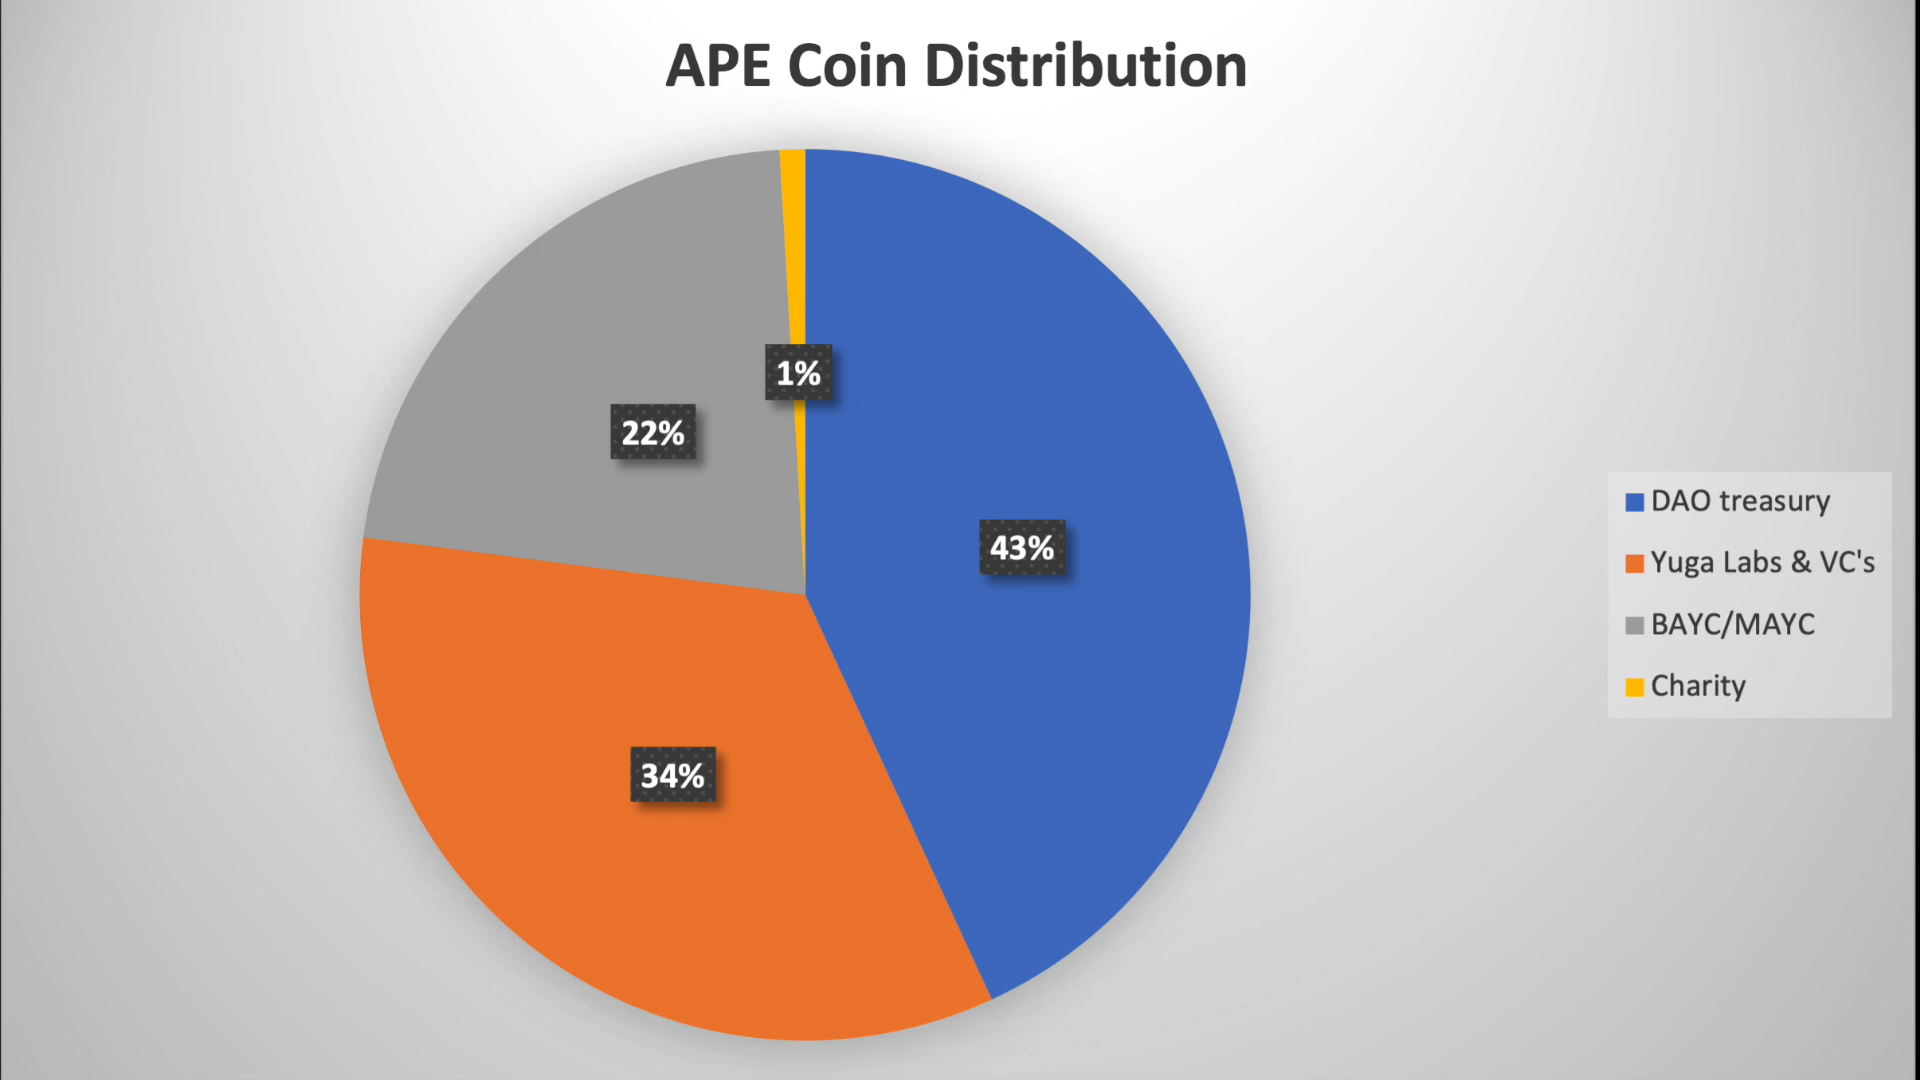 APE Coin Distribution
1%
22%
43%
34%
DAO treasury
Yuga Labs & VC's
BAYC/MAYC
Charity